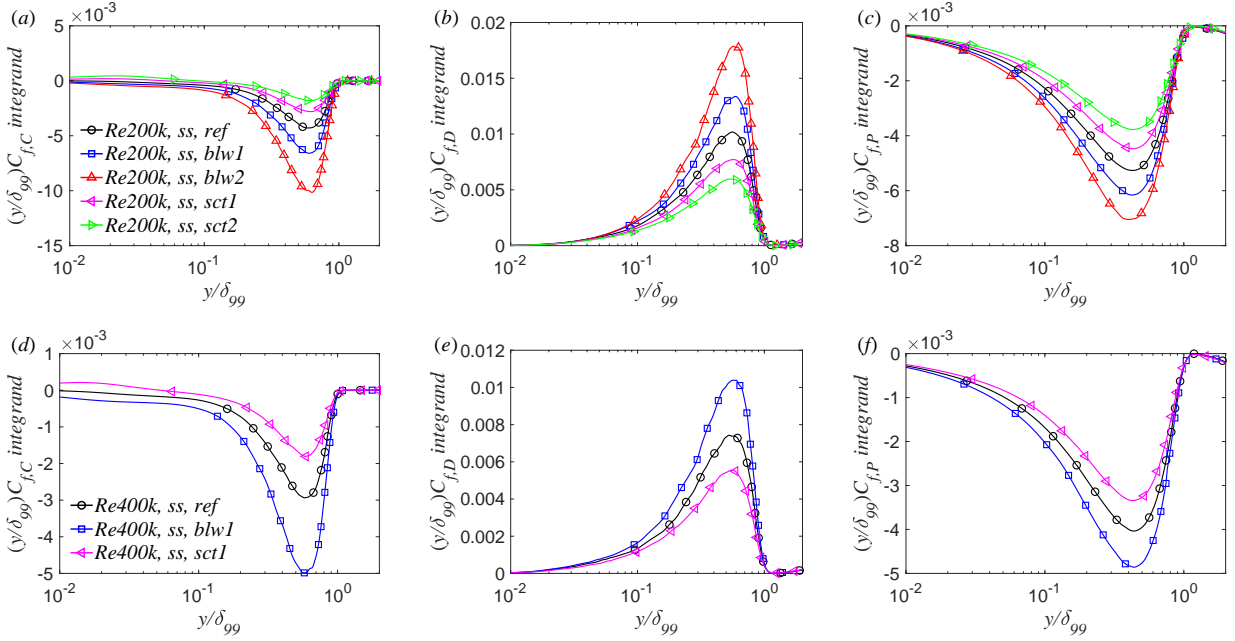 (a)
×10⁻³
5
0
-5
-10
-15
(y/δ₉₉)C_{f,C} integrand
Re200k, ss, ref
Re200k, ss, blw1
Re200k, ss, blw2
Re200k, ss, sct1
Re200k, ss, sct2
10⁻² 10⁻¹ 10⁰
y/δ₉₉
(b)
0.02
0.015
0.01
0.005
0
(y/δ₉₉)C_{f,D} integrand
10⁻² 10⁻¹ 10⁰
y/δ₉₉
(c)
×10⁻³
0
-2
-4
-6
-8
(y/δ₉₉)C_{f,P} integrand
10⁻² 10⁻¹ 10⁰
y/δ₉₉
(d)
×10⁻³
1
0
-1
-2
-3
-4
-5
(y/δ₉₉)C_{f,C} integrand
Re400k, ss, ref
Re400k, ss, blw1
Re400k, ss, sct1
10⁻² 10⁻¹ 10⁰
y/δ₉₉
(e)
0.012
0.01
0.008
0.006
0.004
0.002
0
(y/δ₉₉)C_{f,D} integrand
10⁻² 10⁻¹ 10⁰
y/δ₉₉
(f)
×10⁻³
0
-1
-2
-3
-4
-5
(y/δ₉₉)C_{f,P} integrand
10⁻² 10⁻¹ 10⁰
y/δ₉₉